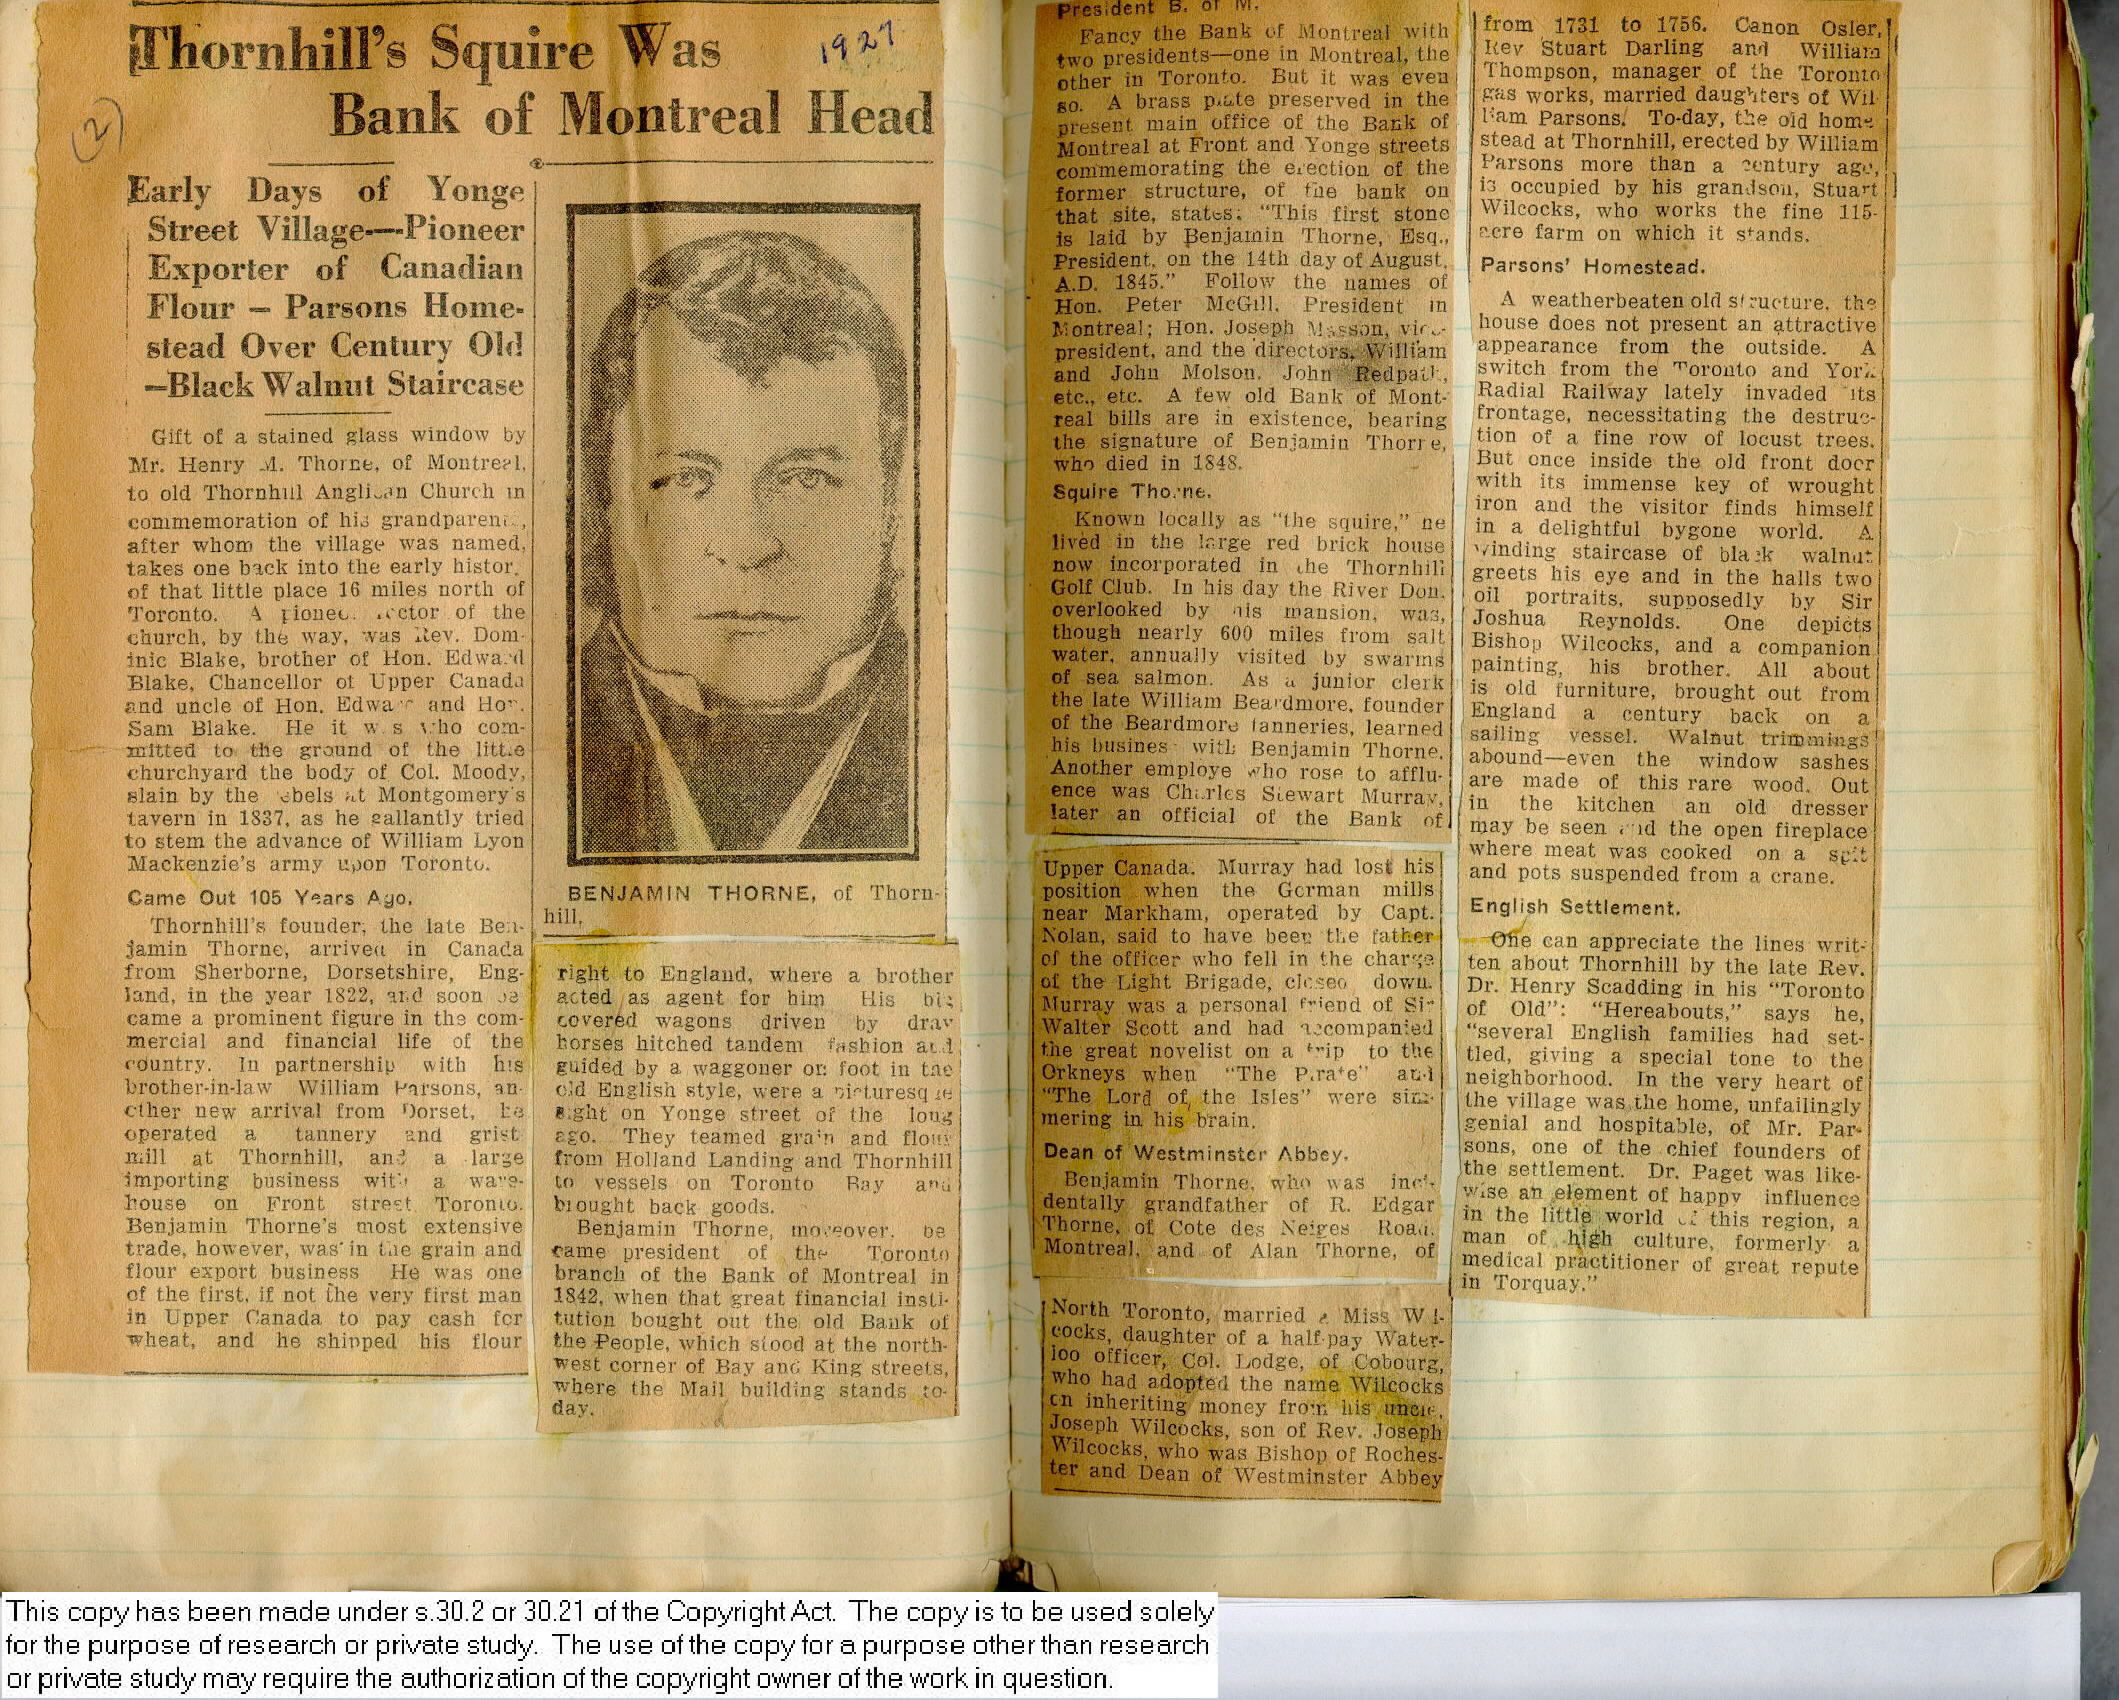 1927
(2)
Thornhill's Squire Was
Bank of Montreal Head
Early Days of Yonge
Street Village—Pioneer
Exporter of Canadian
Flour — Parsons Home-
stead Over Century Old
—Black Walnut Staircase
Gift of a stained glass window by
Mr. Henry M. Thorne, of Montreal,
to old Thornhill Anglican Church in
commemoration of his grandparents,
after whom the village was named,
takes one back into the early history
of that little place 16 miles north of
Toronto. A pioneer rector of the
church, by the way, was Rev. Dom-
inic Blake, brother of Hon. Edward
Blake, Chancellor of Upper Canada
and uncle of Hon. Edward and Hon.
Sam Blake. He it was who com-
mitted to the ground of the little
churchyard the body of Col. Moody,
slain by the rebels at Montgomery's
tavern in 1837, as he gallantly tried
to stem the advance of William Lyon
Mackenzie's army upon Toronto.
Came Out 105 Years Ago.
Thornhill's founder, the late Ben-
jamin Thorne, arrived in Canada
from Sherborne, Dorsetshire, Eng-
land, in the year 1822, and soon be
came a prominent figure in the com-
mercial and financial life of the
country. In partnership with his
brother-in-law William Parsons, an-
other new arrival from Dorset, he
operated a tannery and grist
mill at Thornhill, and a large
importing business with a ware-
house on Front street, Toronto.
Benjamin Thorne's most extensive
trade, however, was in the grain and
flour export business He was one
of the first, if not the very first man
in Upper Canada to pay cash for
wheat, and he shipped his flour
BENJAMIN THORNE, of Thorn-
hill.
right to England, where a brother
acted as agent for him His big
covered wagons driven by dray
horses hitched tandem fashion and
guided by a waggoner on foot in the
old English style, were a picturesque
sight on Yonge street of the long
ago. They teamed grain and flour
from Holland Landing and Thornhill
to vessels on Toronto Bay and
brought back goods.
Benjamin Thorne, moreover, be
came president of the Toronto
branch of the Bank of Montreal in
1842, when that great financial insti-
tution bought out the old Bank of
the People, which stood at the north-
west corner of Bay and King streets,
where the Mail building stands to-
day.
President B. of M.
Fancy the Bank of Montreal with
two presidents—one in Montreal, the
other in Toronto. But it was even
so. A brass plate preserved in the
present main office of the Bank of
Montreal at Front and Yonge streets
commemorating the erection of the
former structure, of the bank on
that site, states: "This first stone
is laid by Benjamin Thorne, Esq.,
President, on the 14th day of August,
A.D. 1845." Follow the names of
Hon. Peter McGill, President in
Montreal; Hon. Joseph Masson, vice-
president, and the directors, William
and John Molson, John Redpath,
etc., etc. A few old Bank of Mont-
real bills are in existence, bearing
the signature of Benjamin Thorne,
who died in 1848.
Squire Thorne.
Known locally as "the squire," he
lived in the large red brick house
now incorporated in the Thornhill
Golf Club. In his day the River Don,
overlooked by his mansion, was,
though nearly 600 miles from salt
water, annually visited by swarms
of sea salmon. As a junior clerk
the late William Beardmore, founder
of the Beardmore tanneries, learned
his busines with Benjamin Thorne.
Another employe who rose to afflu-
ence was Charles Stewart Murray,
later an official of the Bank of
Upper Canada. Murray had lost his
position when the German mills
near Markham, operated by Capt.
Nolan, said to have been the father
of the officer who fell in the charge
of the Light Brigade, closed down.
Murray was a personal friend of Sir
Walter Scott and had accompanied
the great novelist on a trip to the
Orkneys when "The Pirate" and
"The Lord of the Isles" were sim-
mering in his brain.
Dean of Westminster Abbey.
Benjamin Thorne, who was inci-
dentally grandfather of R. Edgar
Thorne, of Cote des Neiges Road,
Montreal, and of Alan Thorne, of
North Toronto, married a Miss Wil-
cocks, daughter of a half-pay Water-
loo officer, Col. Lodge, of Cobourg,
who had adopted the name Wilcocks
on inheriting money from his uncle,
Joseph Wilcocks, son of Rev. Joseph
Wilcocks, who was Bishop of Roches-
ter and Dean of Westminster Abbey
from 1731 to 1756. Canon Osler,
Rev Stuart Darling and William
Thompson, manager of the Toronto
gas works, married daughters of Wil-
liam Parsons. To-day, the old home
stead at Thornhill, erected by William
Parsons more than a century ago,
is occupied by his grandson, Stuart
Wilcocks, who works the fine 115-
acre farm on which it stands.
Parsons' Homestead.
A weatherbeaten old structure, the
house does not present an attractive
appearance from the outside. A
switch from the Toronto and York
Radial Railway lately invaded its
frontage, necessitating the destruc-
tion of a fine row of locust trees.
But once inside the old front door
with its immense key of wrought
iron and the visitor finds himself
in a delightful bygone world. A
winding staircase of black walnut
greets his eye and in the halls two
oil portraits, supposedly by Sir
Joshua Reynolds. One depicts
Bishop Wilcocks, and a companion
painting, his brother. All about
is old furniture, brought out from
England a century back on a
sailing vessel. Walnut trimmings
abound—even the window sashes
are made of this rare wood. Out
in the kitchen an old dresser
may be seen and the open fireplace
where meat was cooked on a spit
and pots suspended from a crane.
English Settlement.
One can appreciate the lines writ-
ten about Thornhill by the late Rev.
Dr. Henry Scadding in his "Toronto
of Old": "Hereabouts," says he,
"several English families had set-
tled, giving a special tone to the
neighborhood. In the very heart of
the village was the home, unfailingly
genial and hospitable, of Mr. Par-
sons, one of the chief founders of
the settlement. Dr. Paget was like-
wise an element of happy influence
in the little world of this region, a
man of high culture, formerly a
medical practitioner of great repute
in Torquay."
This copy has been made under s.30.2 or 30.21 of the Copyright Act. The copy is to be used solely
for the purpose of research or private study. The use of the copy for a purpose other than research
or private study may require the authorization of the copyright owner of the work in question.